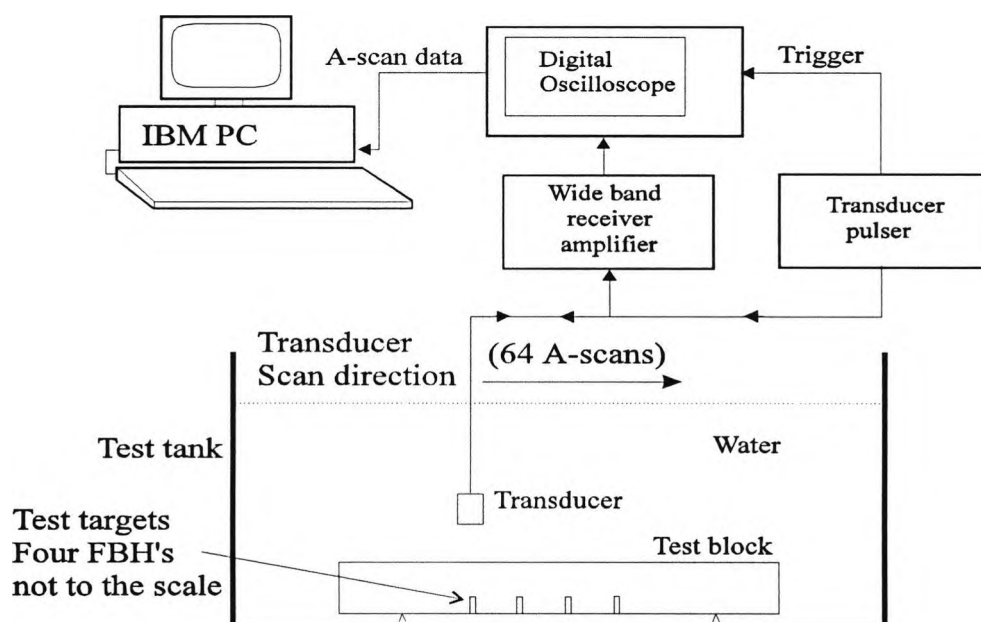 A-scan data
Digital
Oscilloscope
Trigger
IBM PC
Wide band
receiver
amplifier
Transducer
pulser
Transducer
Scan direction
(64 A-scans)
Test tank
Water
Transducer
Test targets
Four FBH's
not to the scale
Test block